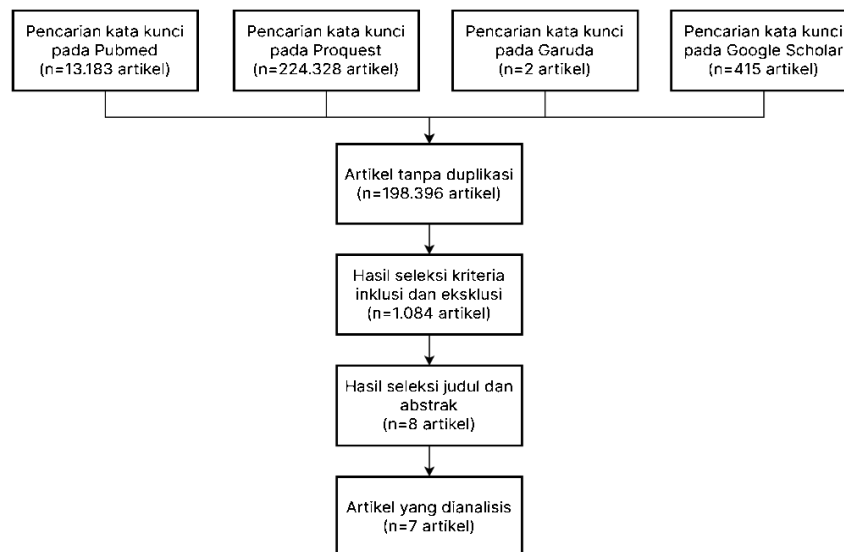 Pencarian kata kunci
pada Pubmed
(n=13.183 artikel)
Pencarian kata kunci
pada Proquest
(n=224.328 artikel)
Pencarian kata kunci
pada Garuda
(n=2 artikel)
Pencarian kata kunci
pada Google Scholar
(n=415 artikel)
Artikel tanpa duplikasi
(n=198.396 artikel)
Hasil seleksi kriteria
inklusi dan eksklusi
(n=1.084 artikel)
Hasil seleksi judul dan
abstrak
(n=8 artikel)
Artikel yang dianalisis
(n=7 artikel)